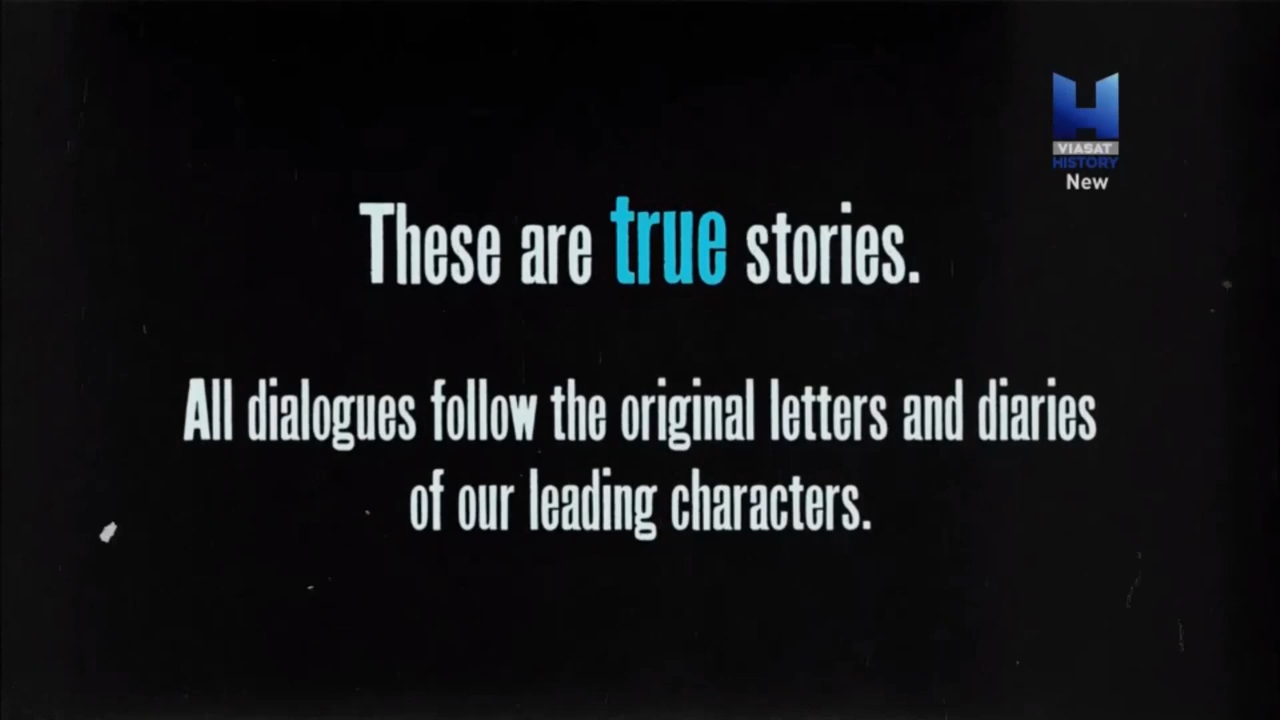 VIASAT
HISTORY
New
These are true stories.
All dialogues follow the original letters and diaries
of our leading characters.